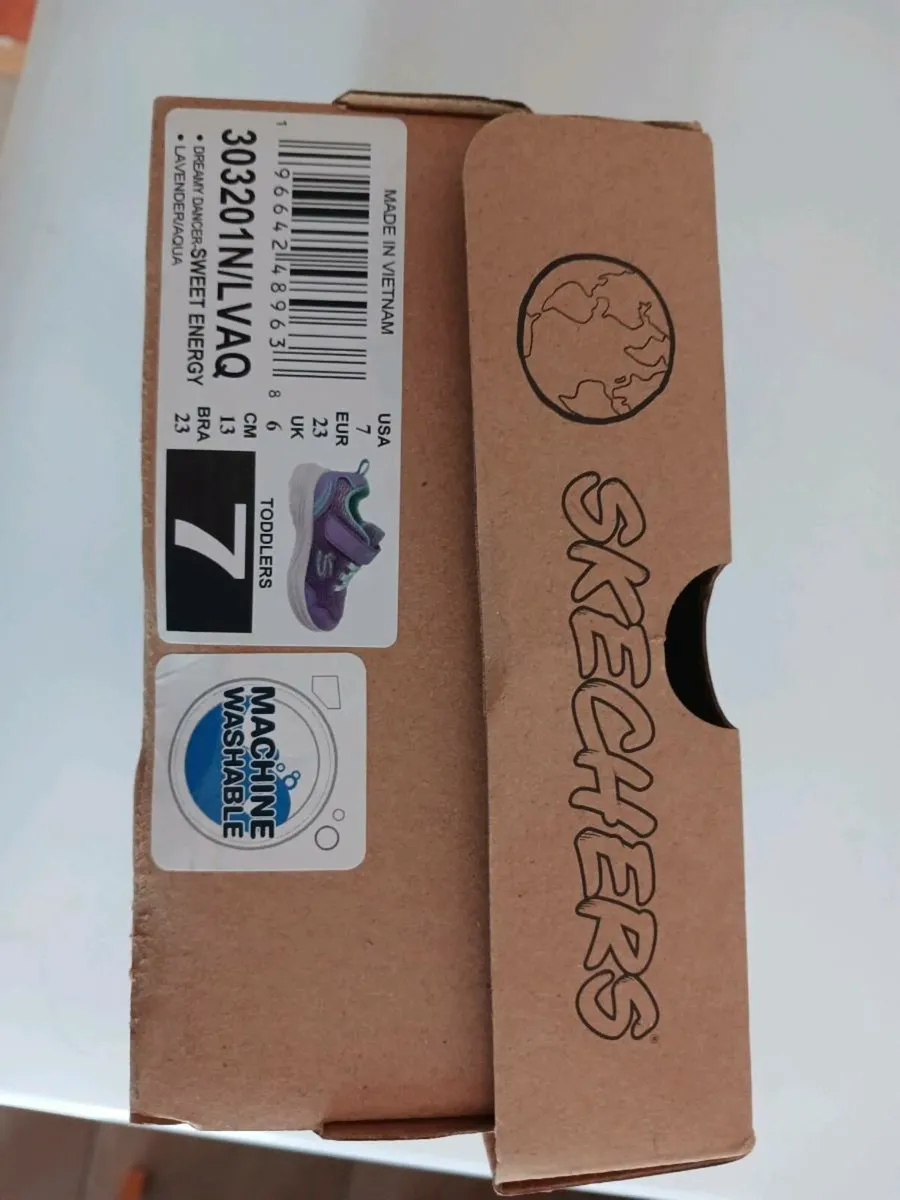 SKECHERS
MADE IN VIETNAM
1 96642 48963 8
303201N/LVAQ
• DREAMY DANCER-SWEET ENERGY
• LAVENDER/AQUA
USA
7
EUR
23
UK
6
CM
13
BRA
23
S
TODDLERS
7
MACHINE
WASHABLE